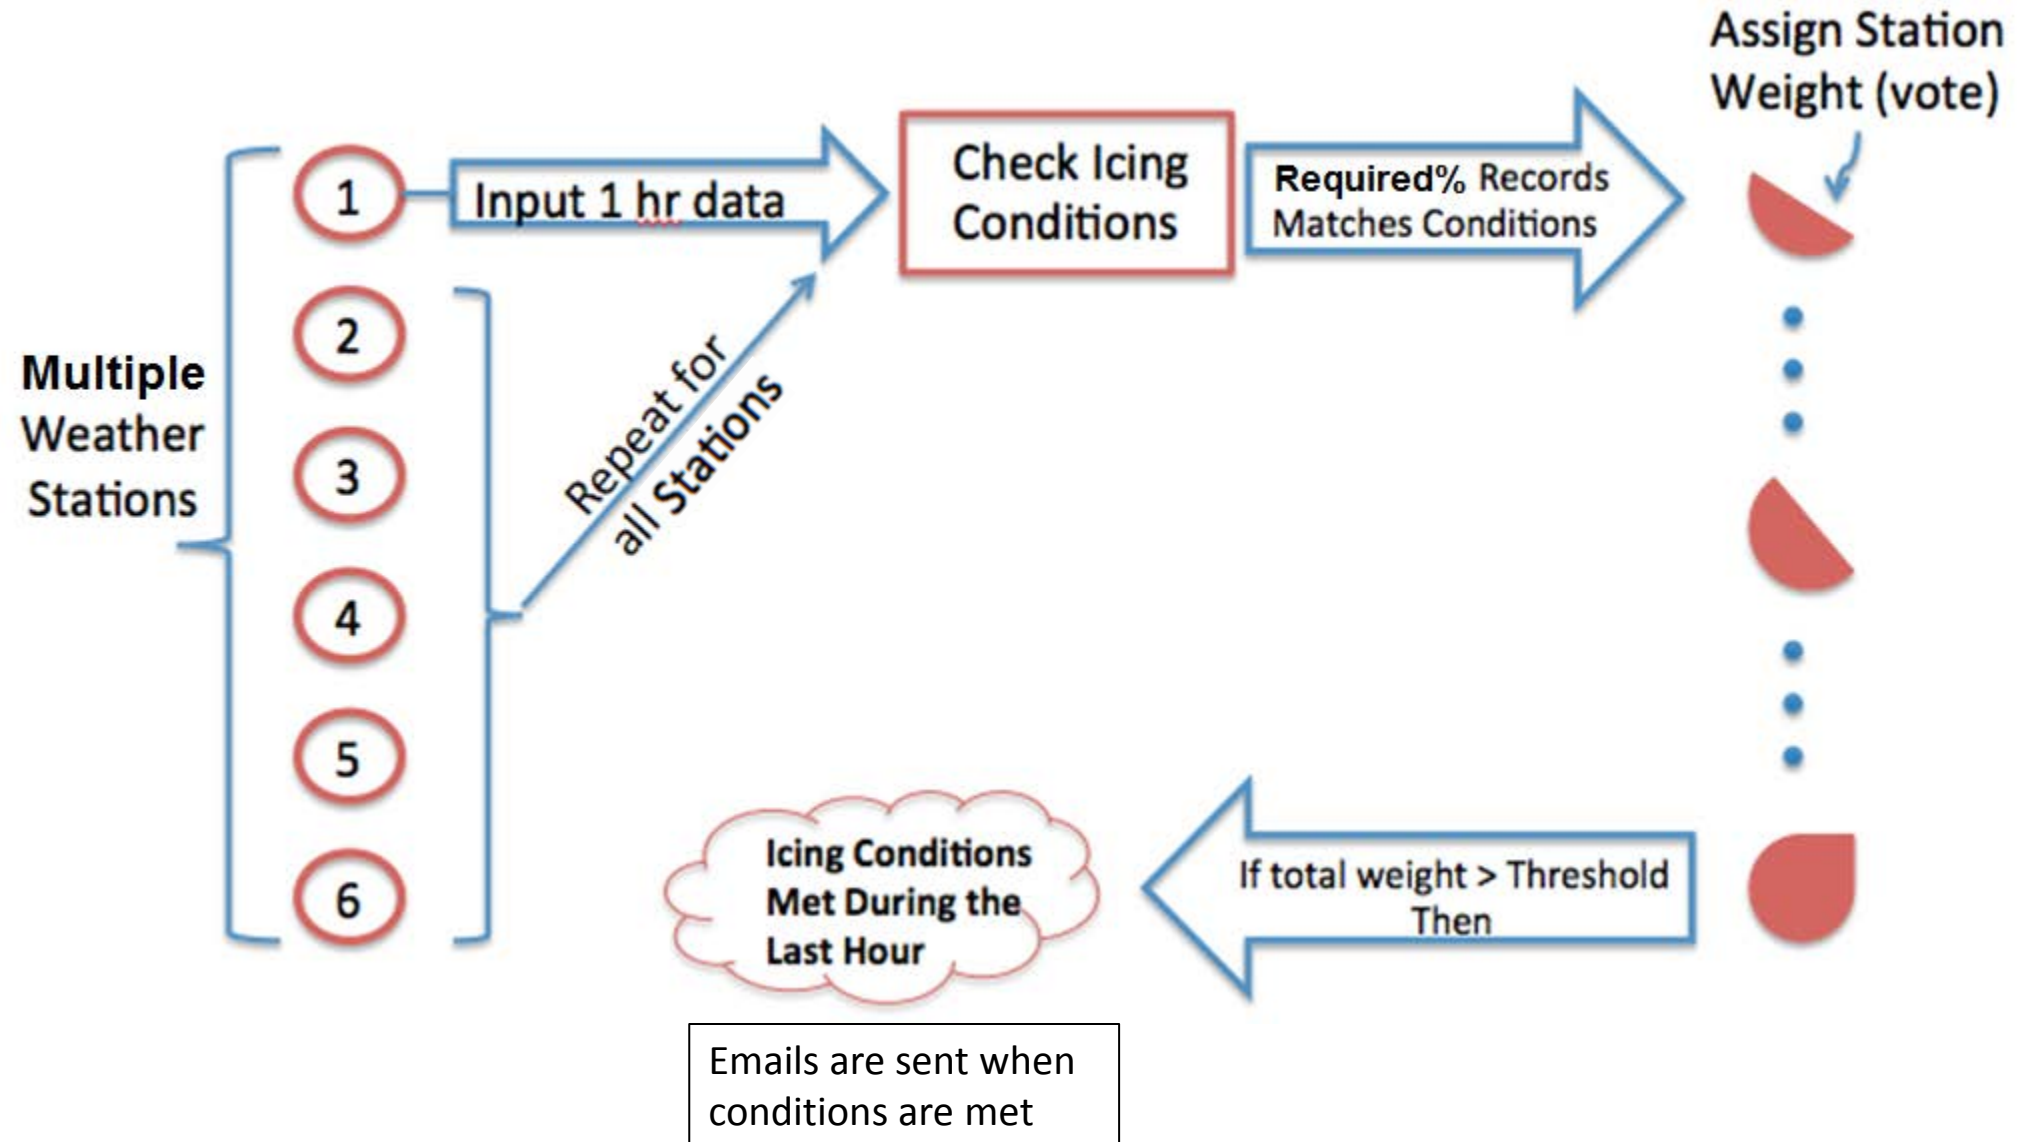 Assign Station
Weight (vote)
Multiple
Weather
Stations
1
2
3
4
5
6
Input 1 hr data
Repeat for
all Stations
Check Icing
Conditions
Required% Records
Matches Conditions
If total weight > Threshold
Then
Icing Conditions
Met During the
Last Hour
Emails are sent when
conditions are met